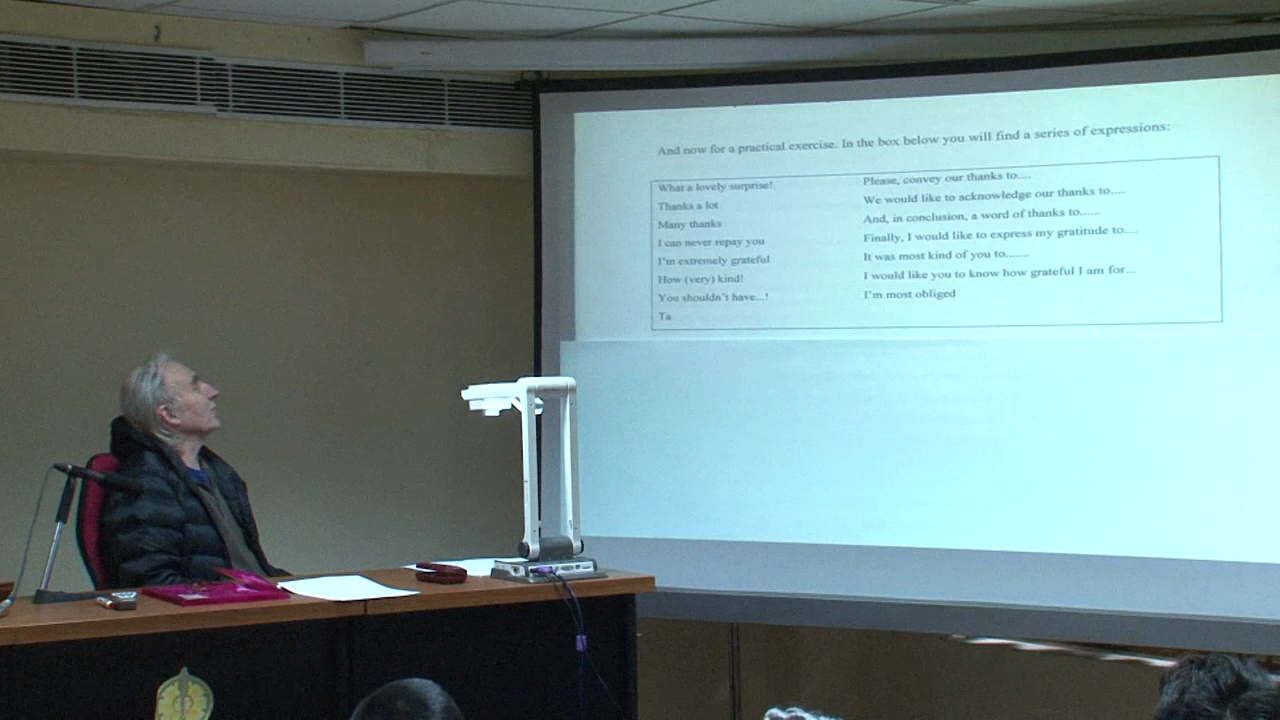 And now for a practical exercise. In the box below you will find a series of expressions:
What a lovely surprise!
Thanks a lot
Many thanks
I can never repay you
I'm extremely grateful
How (very) kind!
You shouldn't have...!
Ta
Please, convey our thanks to....
We would like to acknowledge our thanks to....
And, in conclusion, a word of thanks to......
Finally, I would like to express my gratitude to....
It was most kind of you to.......
I would like you to know how grateful I am for...
I'm most obliged